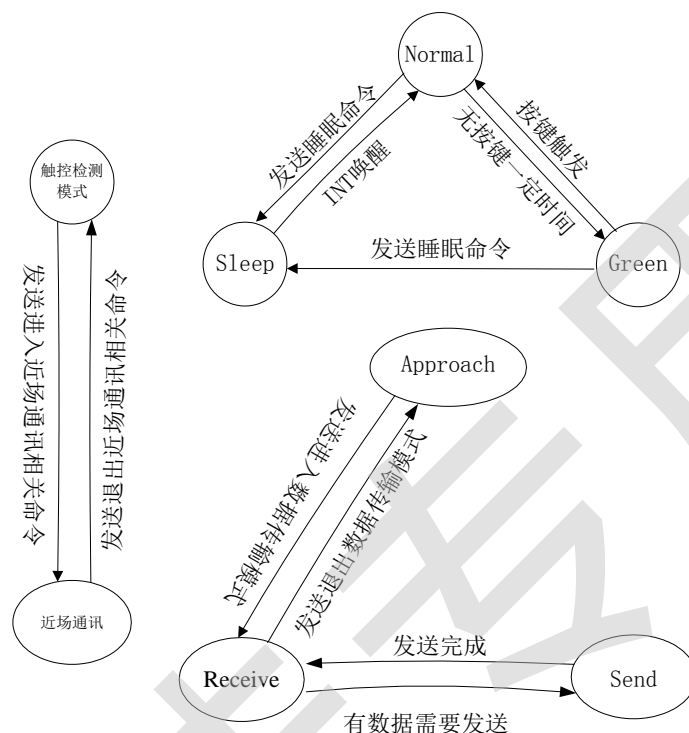 Normal
发送睡眠命令
INT唤醒
按键触发
无按键一定时间
Sleep
发送睡眠命令
Green
触控检测
模式
发送进入近场通讯相关命令
发送退出近场通讯相关命令
近场通讯
Approach
发送进入数据传输模式
发送退出数据传输模式
Receive
发送完成
Send
有数据需要发送